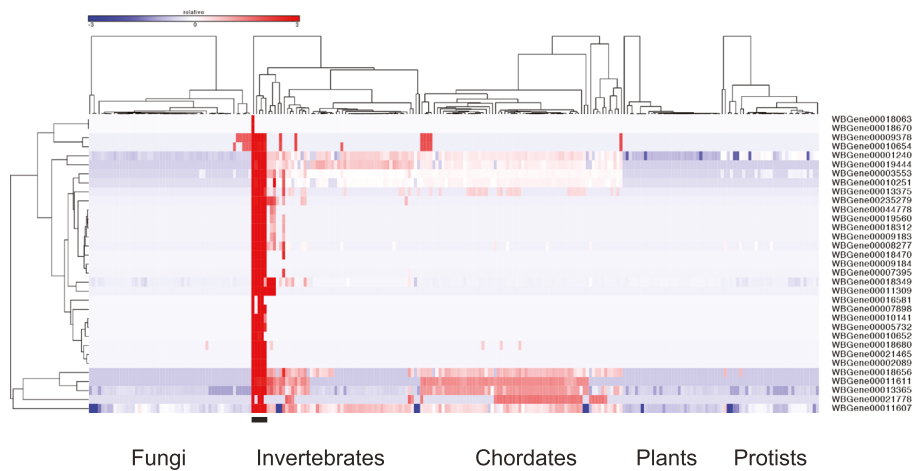 relative
-3 0 3
WBGene00018063
WBGene00018670
WBGene00009378
WBGene00010654
WBGene00001240
WBGene00019444
WBGene00003553
WBGene00010251
WBGene00013375
WBGene00235279
WBGene00044778
WBGene00019560
WBGene00018312
WBGene00009183
WBGene00008277
WBGene00018470
WBGene00009184
WBGene00007395
WBGene00018349
WBGene00011309
WBGene00016581
WBGene00007898
WBGene00010141
WBGene00005732
WBGene00010652
WBGene00018680
WBGene00021465
WBGene00002089
WBGene00018656
WBGene00011611
WBGene00013365
WBGene00021778
WBGene00011607
Fungi Invertebrates Chordates Plants Protists